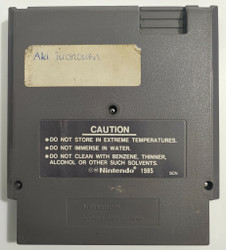 Aki
CAUTION
●DO NOT STORE IN EXTREME TEMPERATURES.
●DO NOT IMMERSE IN WATER.
●DO NOT CLEAN WITH BENZENE, THINNER,
ALCOHOL OR OTHER SUCH SOLVENTS.
Nintendo 1985